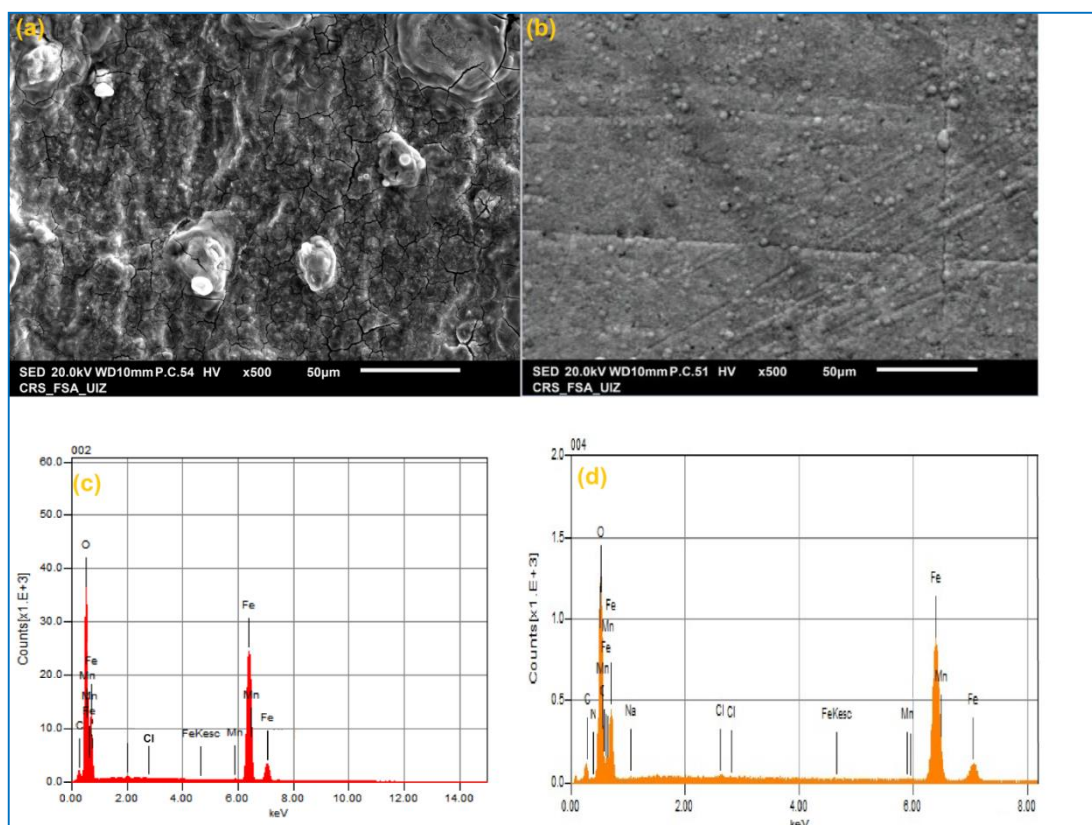 (a)
SED 20.0kV WD10mm P.C.54 HV x500 50µm
CRS_FSA_UIZ
(b)
SED 20.0kV WD10mm P.C.51 HV x500 50µm
CRS_FSA_UIZ
002
(c)
Counts[x1.E+3]
60.0
50.0
40.0
30.0
20.0
10.0
0.0
O
Fe
Mn
Mn
Fe
C
Cl
FeKesc
Mn
Fe
Mn
Fe
0.00 2.00 4.00 6.00 8.00 10.00 12.00 14.00
keV
004
(d)
Counts[x1.E+3]
2.0
1.5
1.0
0.5
0.0
O
Fe
Mn
Fe
Mn
C
N
Na
Cl
Cl
FeKesc
Mn
Fe
Mn
Fe
0.00 2.00 4.00 6.00 8.00
keV